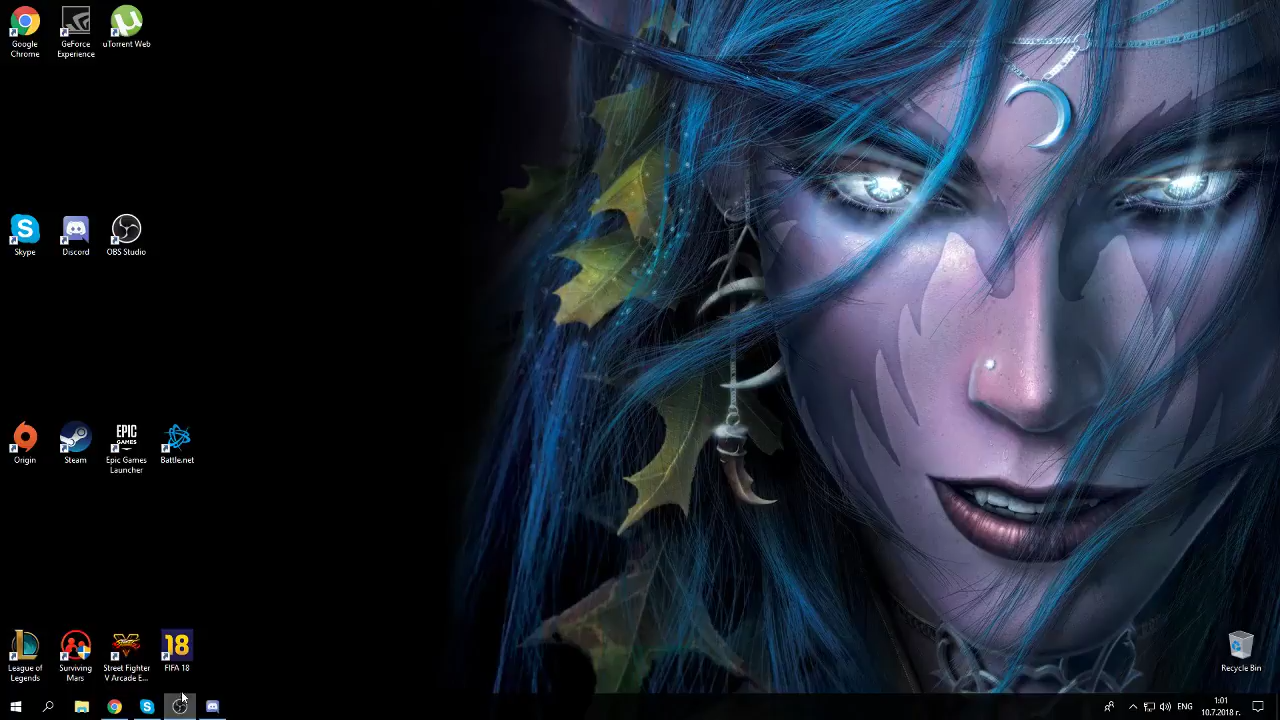 Google
Chrome
GeForce
Experience
uTorrent Web
Skype
Discord
OBS Studio
Origin
Steam
EPIC
GAMES
Epic Games
Launcher
Battle.net
League of
Legends
Surviving
Mars
Street Fighter
V Arcade E...
18
FIFA 18
Recycle Bin
ENG
1:01
10.7.2018 г.